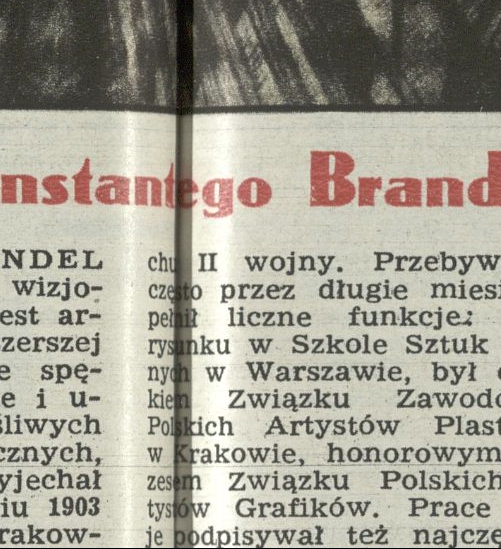 nstantego Brand
NDEL
wizjo-
est ar-
zerszej
e spę-
e i u-
śliwych
cznych,
yjechał
iu 1903
rakow-
chu II wojny. Przebyw
często przez długie miesi
pełnił liczne funkcje:
rysunku w Szkole Sztuk
nych w Warszawie, był
kiem Związku Zawodo
Polskich Artystów Plast
w Krakowie, honorowym
zesem Związku Polskich
tystów Grafików. Prace
je podpisywał też najczę